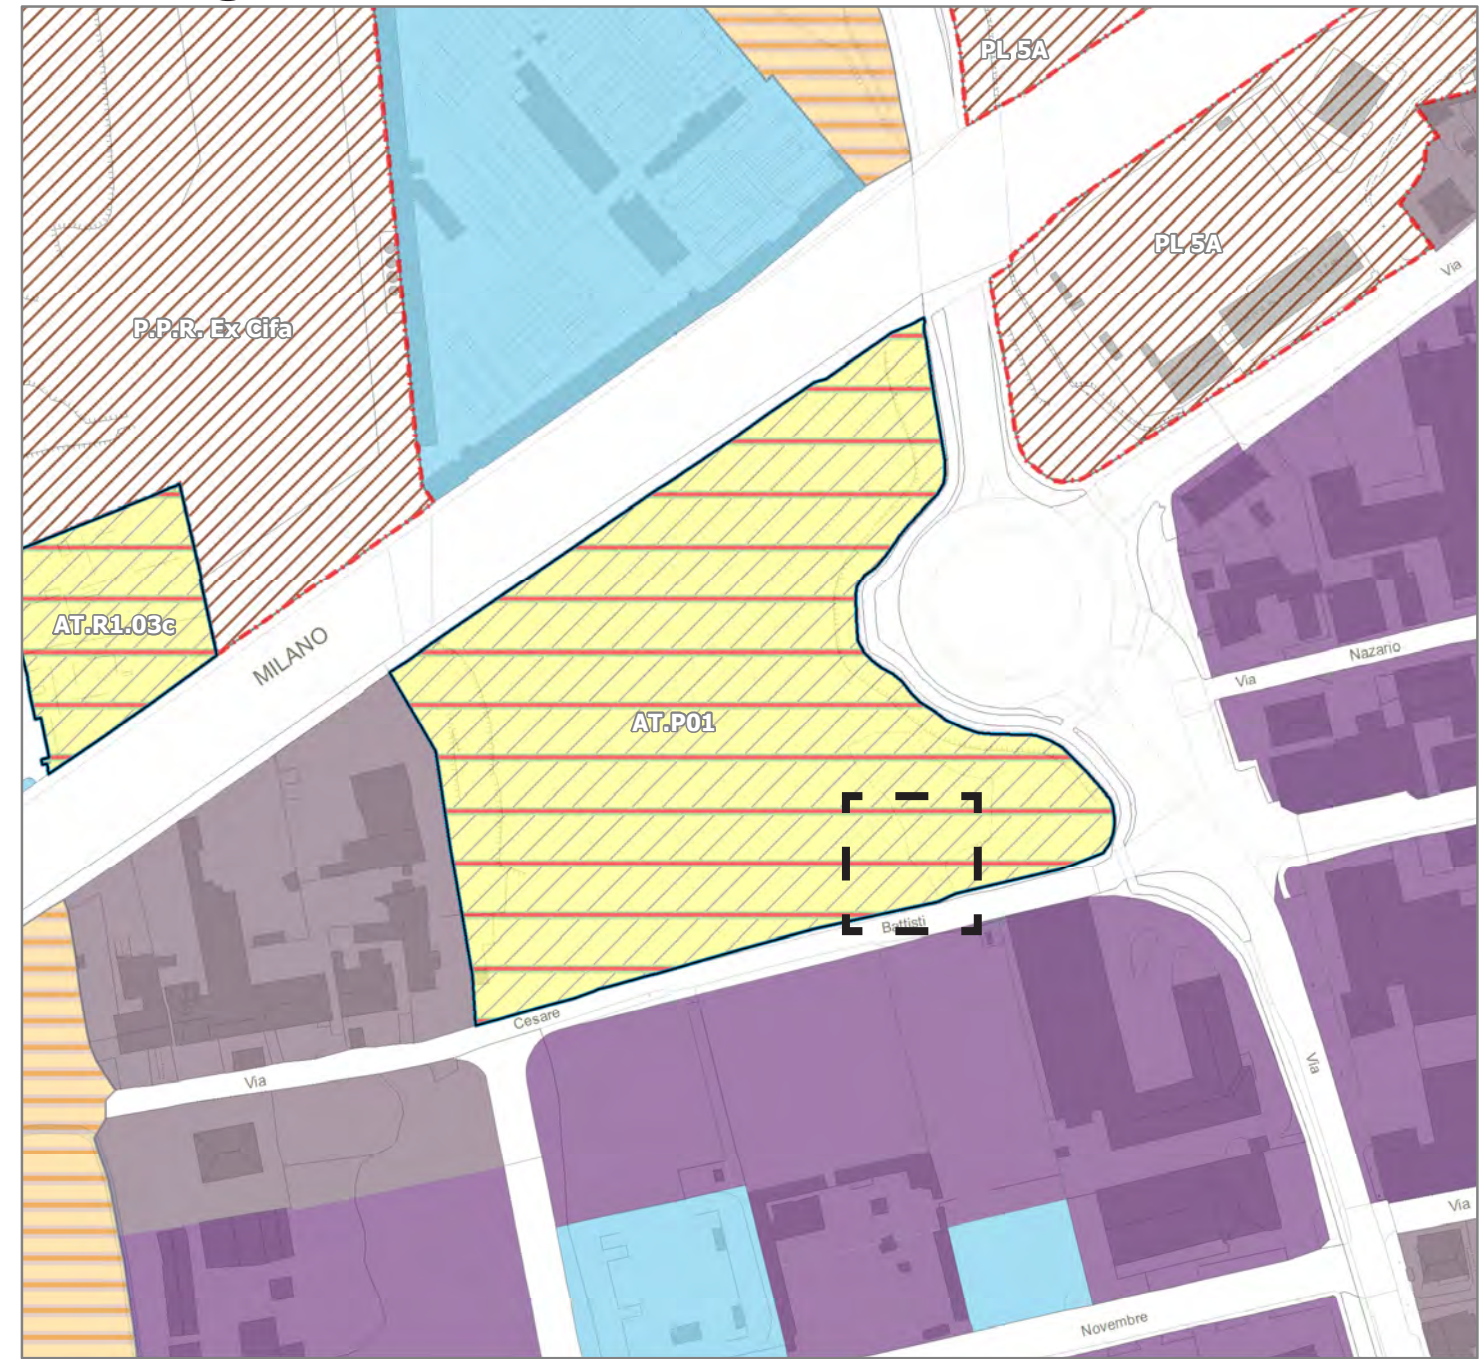 PL 5A
PL 5A
Via
P.P.R. Ex Cifa
AT.R1.03c
MILANO
Via
Nazario
AT.P01
Battisti
Cesare
Via
Via
Via
Novembre